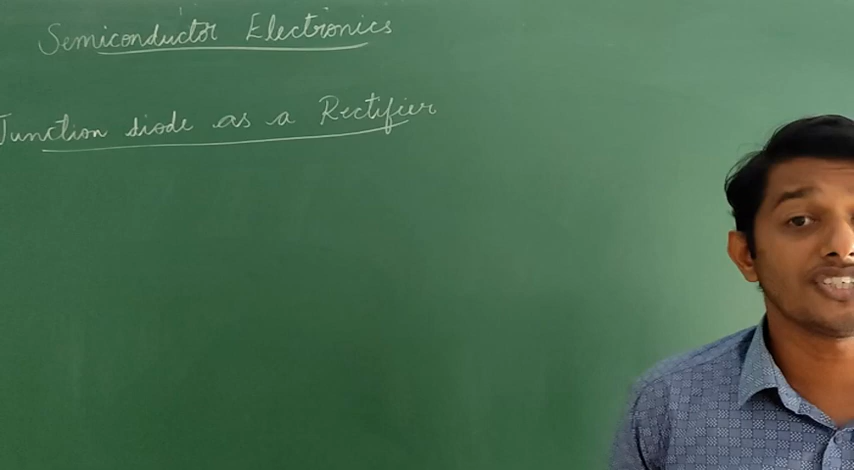 Semiconductor Electronics
Junction diode as a Rectifier